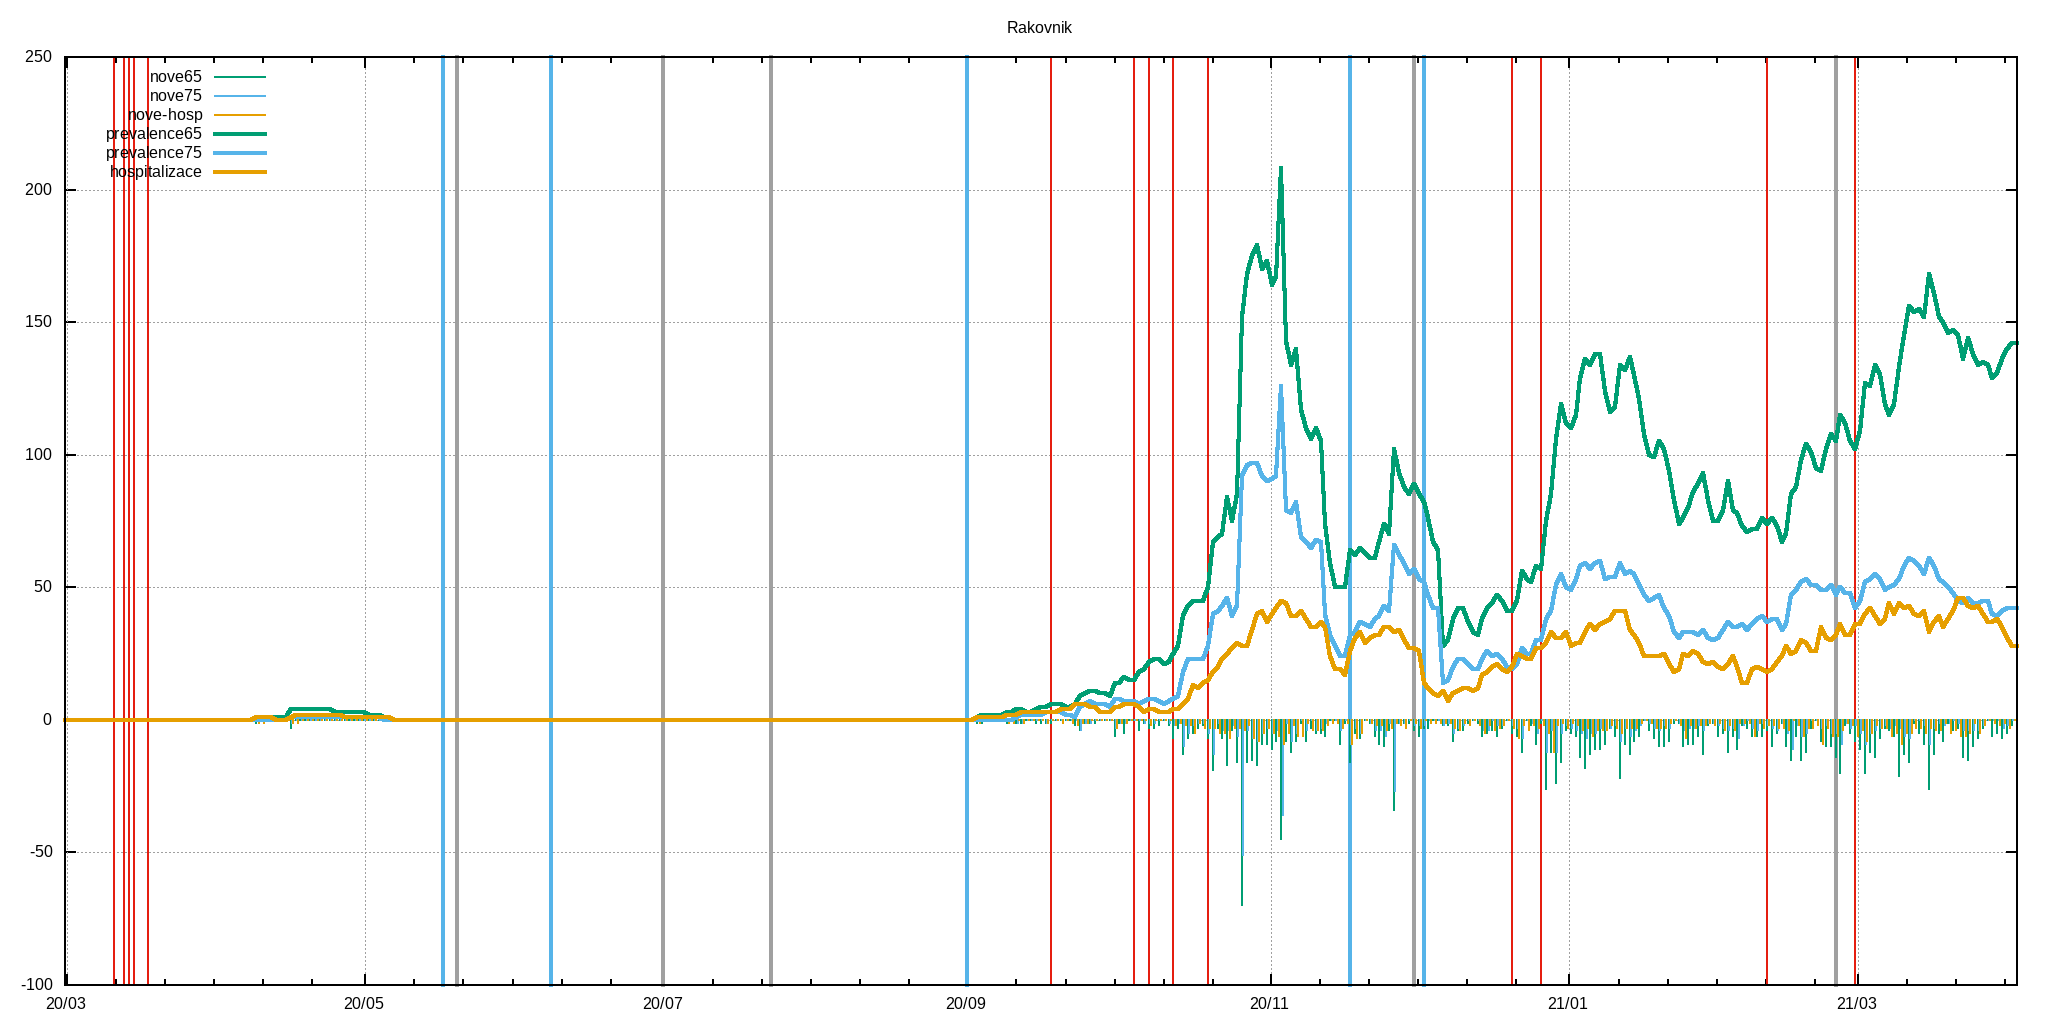 Rakovnik
250
200
150
100
50
0
-50
-100
nove65
nove75
nove-hosp
prevalence65
prevalence75
hospitalizace
20/03 20/05 20/07 20/09 20/11 21/01 21/03